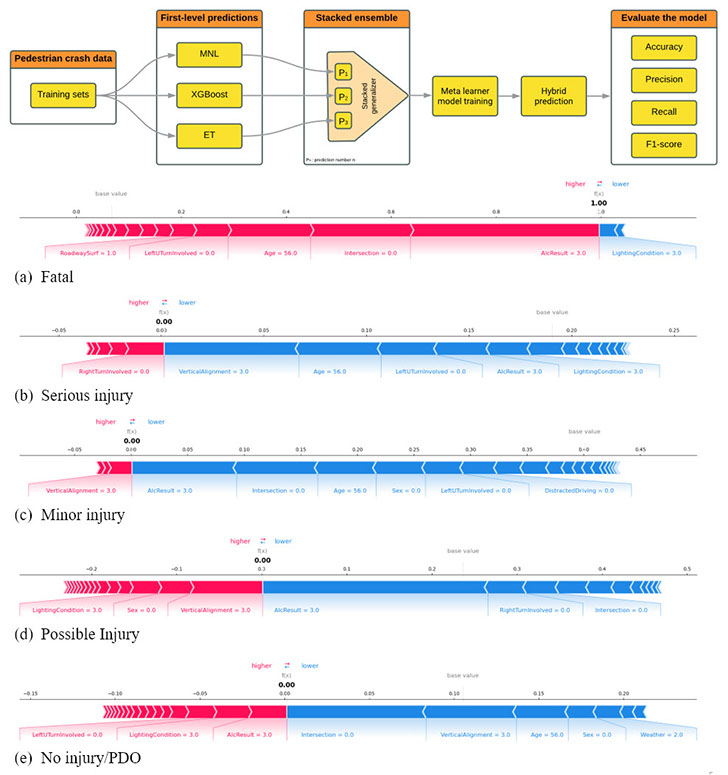 First-level predictions
Stacked ensemble
Evaluate the model
Pedestrian crash data
Training sets
MNL
XGBoost
ET
P₁
P₂
P₃
Stacked generalizer
Pn : prediction number n
Meta learner
model training
Hybrid
prediction
Accuracy
Precision
Recall
F1-score
higher ⇄ lower
base value f(x)
1.00
0.0 0.2 0.4 0.6 0.8 1.0
RoadwaySurf = 1.0 LeftUTurnInvolved = 0.0 Age = 56.0 Intersection = 0.0 AlcResult = 3.0 LightingCondition = 3.0
(a) Fatal
higher ⇄ lower
f(x) base value
0.00
−0.05 0.03 0.05 0.10 0.15 0.20 0.25
RightTurnInvolved = 0.0 VerticalAlignment = 3.0 Age = 56.0 LeftUTurnInvolved = 0.0 AlcResult = 3.0 LightingCondition = 3.0
(b) Serious injury
higher ⇄ lower
f(x) base value
0.00
−0.05 0.00 0.05 0.10 0.15 0.20 0.25 0.30 0.35 0.40 0.45
VerticalAlignment = 3.0 AlcResult = 3.0 Intersection = 0.0 Age = 56.0 Sex = 0.0 LeftUTurnInvolved = 0.0 DistractedDriving = 0.0
(c) Minor injury
higher ⇄ lower
f(x) base value
0.00
−0.2 −0.1 0.3 0.1 0.2 0.3 0.4 0.5
LightingCondition = 3.0 Sex = 0.0 VerticalAlignment = 3.0 AlcResult = 3.0 RightTurnInvolved = 0.0 Intersection = 0.0
(d) Possible Injury
higher ⇄ lower
f(x) base value
0.00
−0.15 −0.10 −0.05 0.00 0.05 0.10 0.15 0.20
LeftUTurnInvolved = 0.0 LightingCondition = 3.0 AlcResult = 3.0 Intersection = 0.0 VerticalAlignment = 3.0 Age = 56.0 Sex = 0.0 Weather = 2.0
(e) No injury/PDO